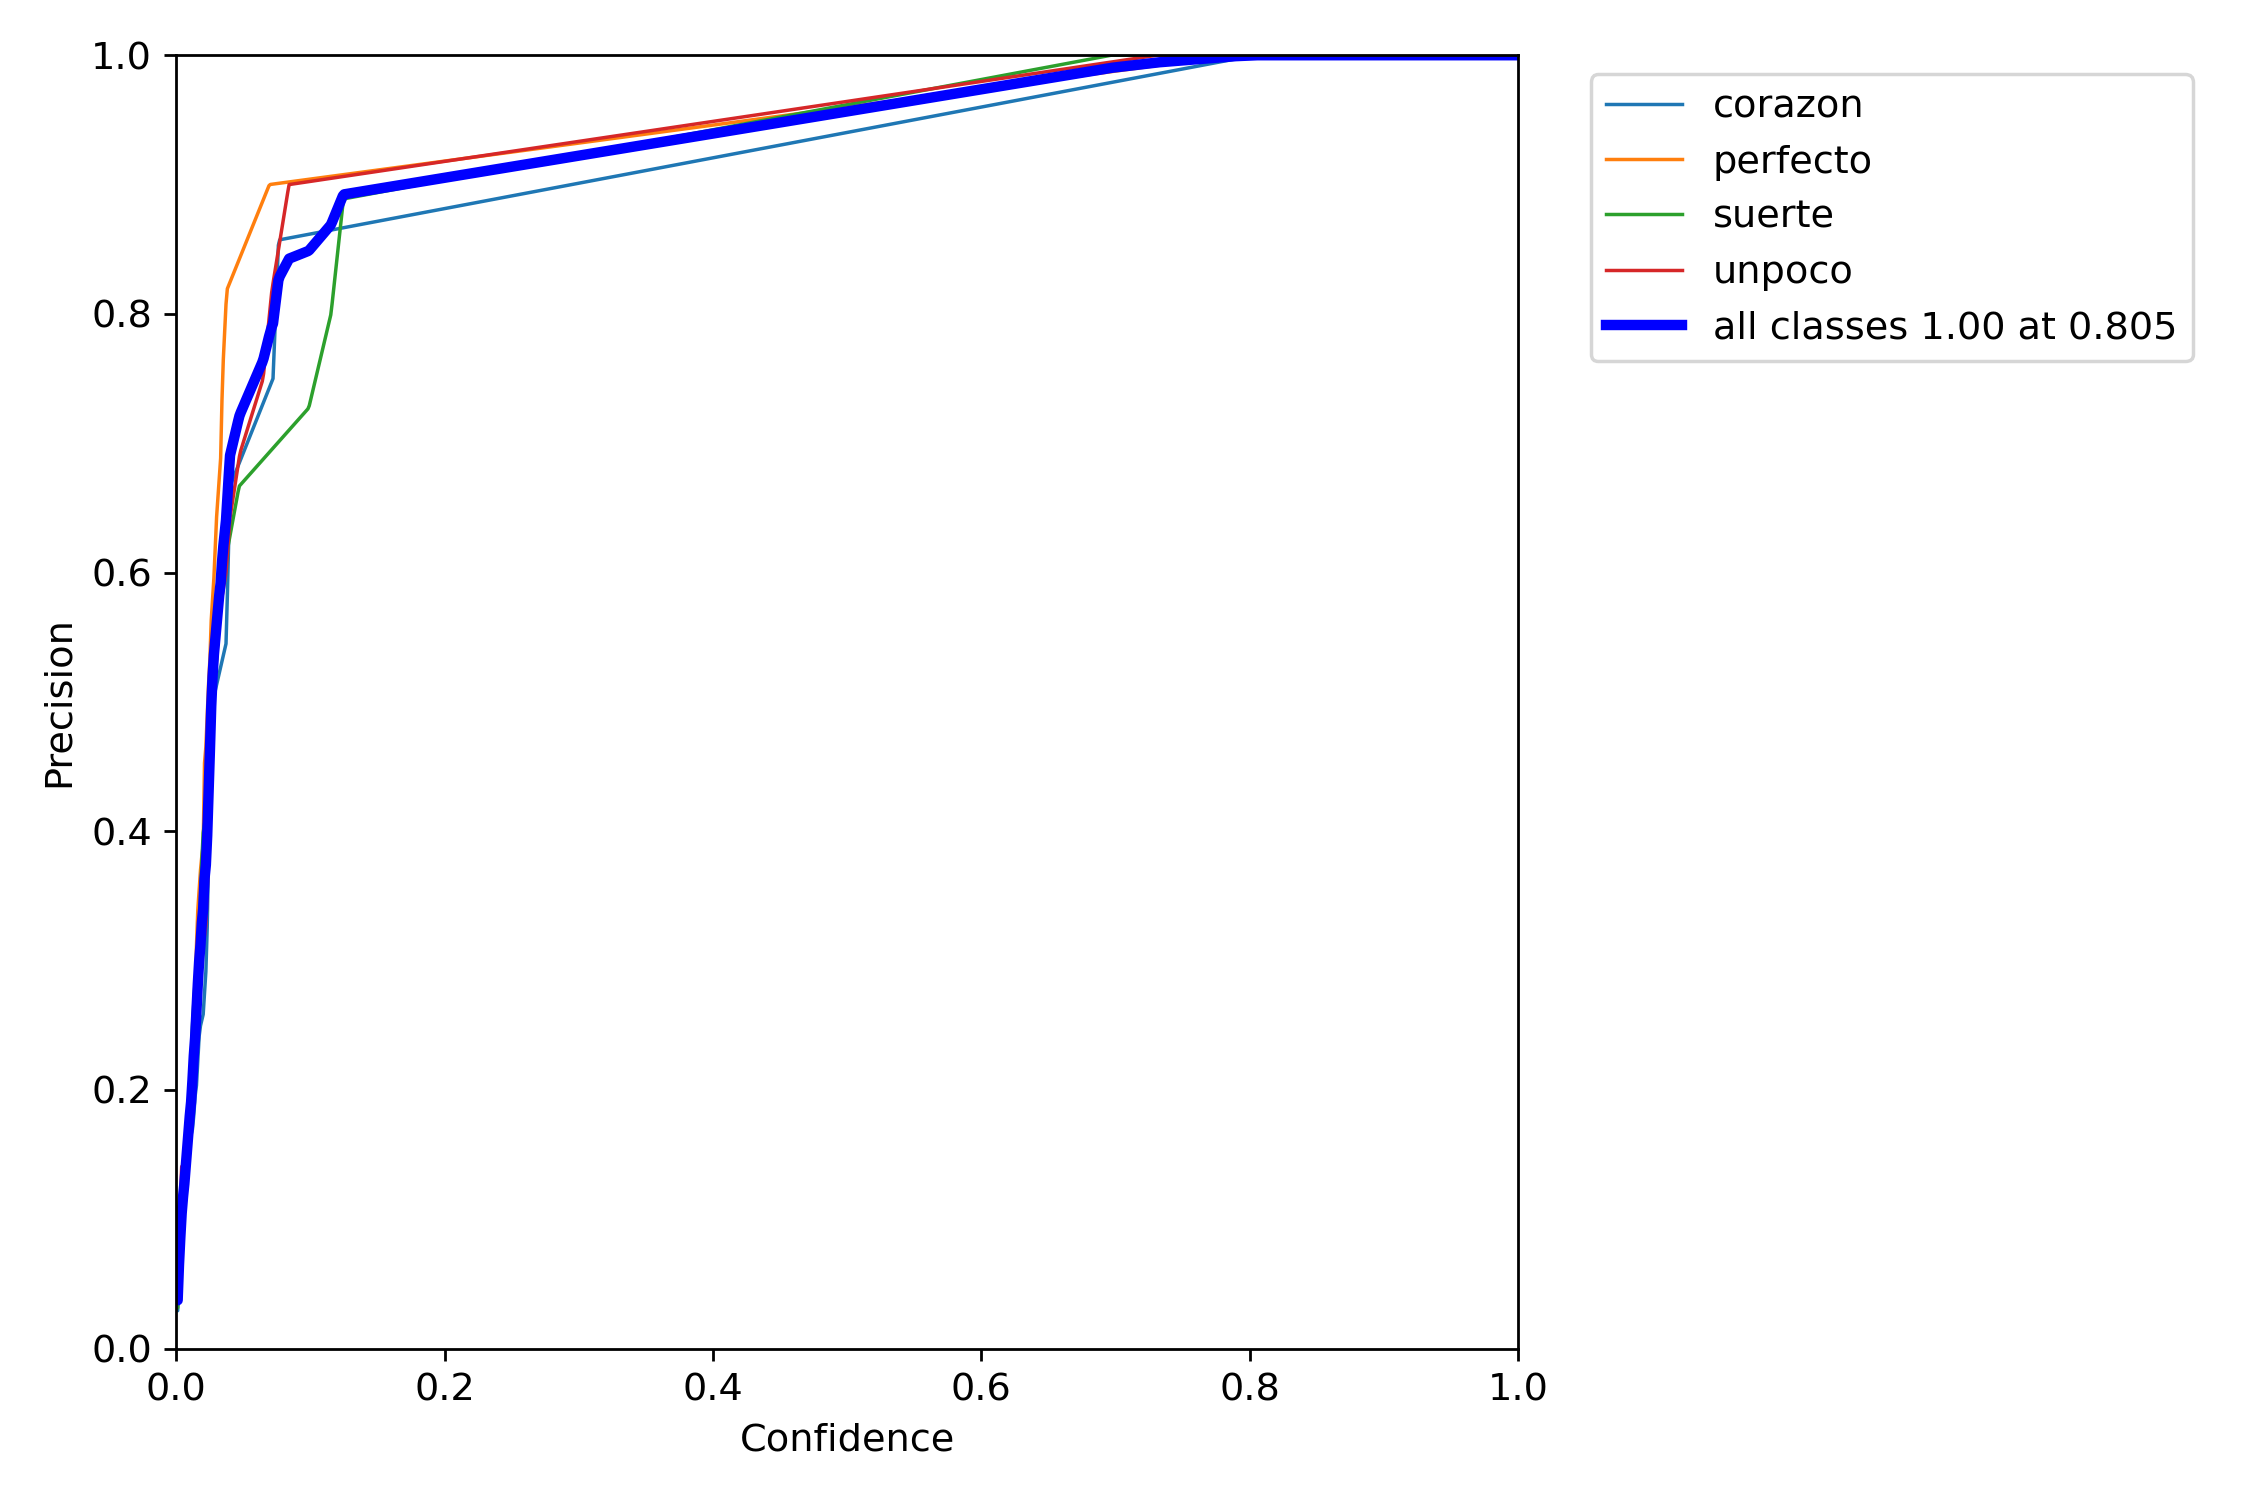 1.0
0.8
0.6
0.4
0.2
0.0
Precision
0.0 0.2 0.4 0.6 0.8 1.0
Confidence
corazon
perfecto
suerte
unpoco
all classes 1.00 at 0.805